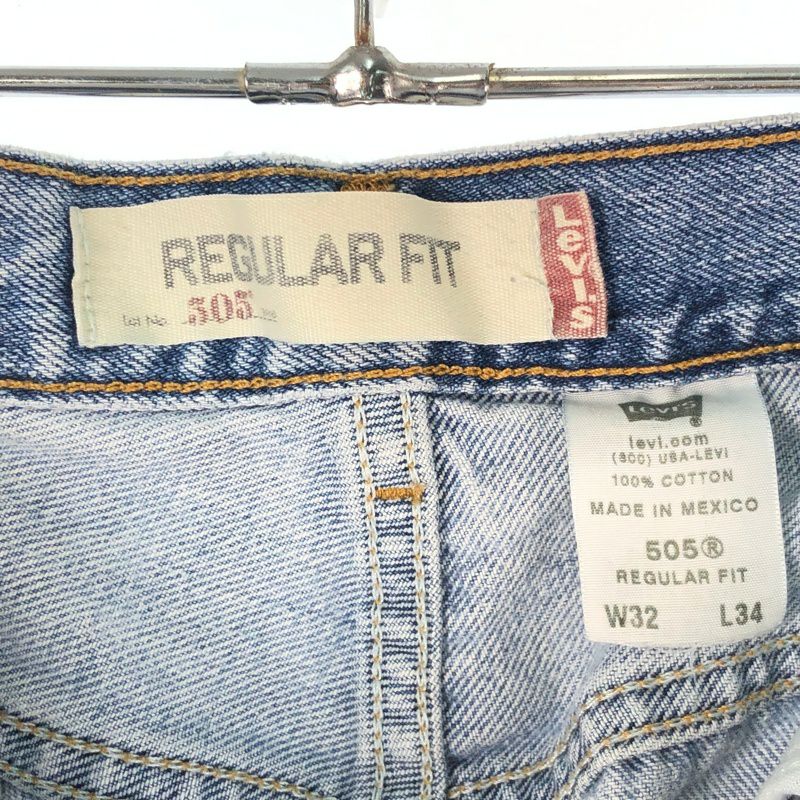 REGULAR FIT
Lot No. 505
Levi's
LEVI'S ®
levi.com
(800) USA-LEVI
100% COTTON
MADE IN MEXICO
505®
REGULAR FIT
W32 L34